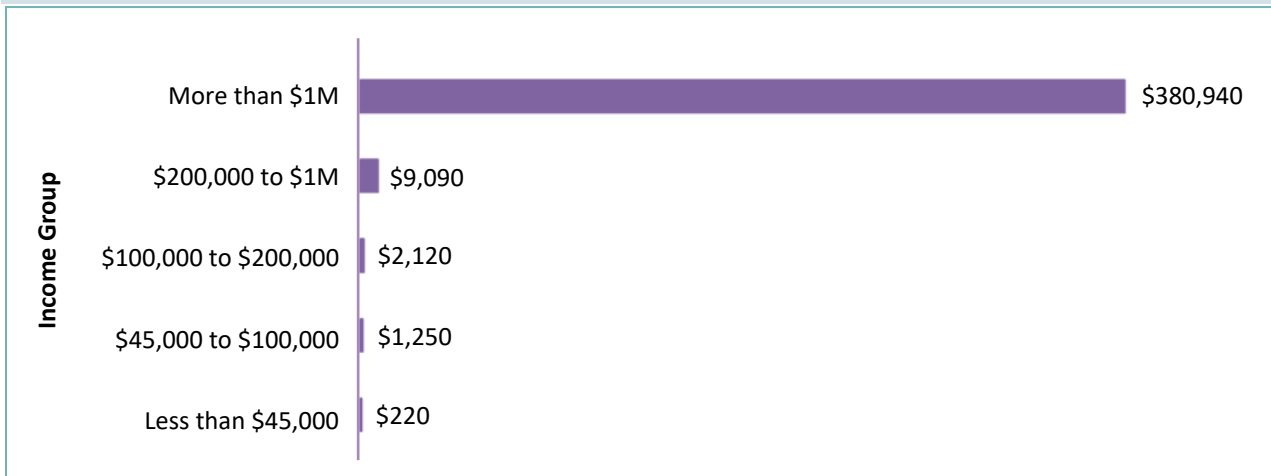 Income Group
More than $1M $380,940
$200,000 to $1M $9,090
$100,000 to $200,000 $2,120
$45,000 to $100,000 $1,250
Less than $45,000 $220